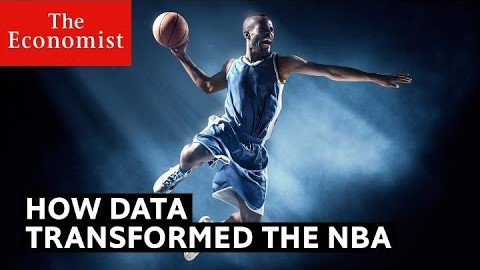 The
Economist
HOW DATA
TRANSFORMED THE NBA